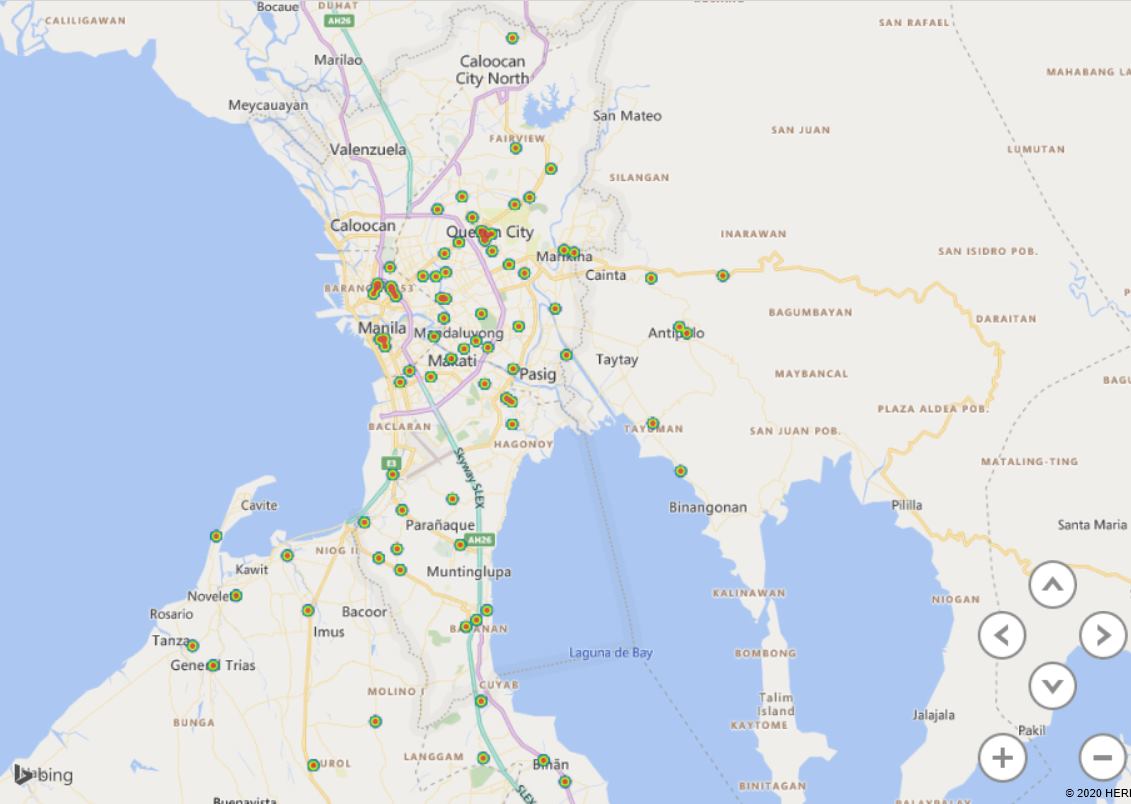 Bocaue
DUHAT
CALILIGAWAN
AH26
SAN RAFAEL
Marilao
Caloocan
City North
MAHABANG LA
Meycauayan
San Mateo
SAN JUAN
FAIRVIEW
Valenzuela
LUMUTAN
SILANGAN
Caloocan
Quezon City
INARAWAN
SAN ISIDRO POB.
Marikina
Cainta
BARANGAY 53
BAGUMBAYAN
DARAITAN
Manila
Mandaluyong
Antipolo
Makati
Taytay
Pasig
MAYBANCAL
BAGU
PLAZA ALDEA POB.
BACLARAN
TAYUMAN
SAN JUAN POB.
HAGONOY
MATALING-TING
E3
Skyway SLEX
Cavite
Binangonan
Pililla
Parañaque
Santa Maria
AH26
NIOG II
Kawit
Muntinglupa
KALINAWAN
Novelet
NIOGAN
Rosario
Bacoor
Imus
BAYANAN
Tanza
Laguna de Bay
BOMBONG
General Trias
CUYAB
MOLINO I
Talim
Island
BUNGA
KAYTOME
Jalajala
Pakil
LANGGAM
UROL
Biñan
bing
BINITAGAN
SLEX
© 2020 HERE
Buenavista
BALAYBALAY